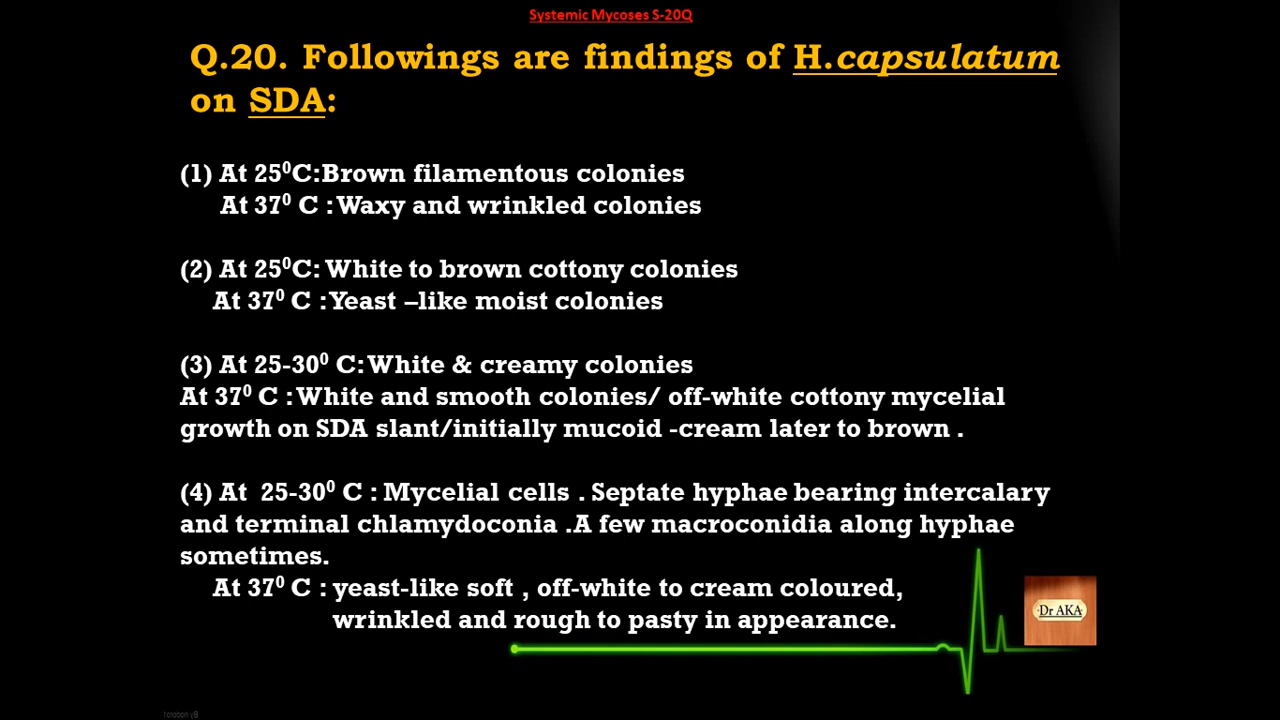 Systemic Mycoses S-20Q
Q.20. Followings are findings of H.capsulatum
on SDA:
(1) At 25⁰C:Brown filamentous colonies
At 37⁰ C : Waxy and wrinkled colonies
(2) At 25⁰C: White to brown cottony colonies
At 37⁰ C : Yeast –like moist colonies
(3) At 25-30⁰ C: White & creamy colonies
At 37⁰ C : White and smooth colonies/ off-white cottony mycelial
growth on SDA slant/initially mucoid -cream later to brown .
(4) At 25-30⁰ C : Mycelial cells . Septate hyphae bearing intercalary
and terminal chlamydoconia .A few macroconidia along hyphae
sometimes.
At 37⁰ C : yeast-like soft , off-white to cream coloured,
wrinkled and rough to pasty in appearance.
Dr AKA